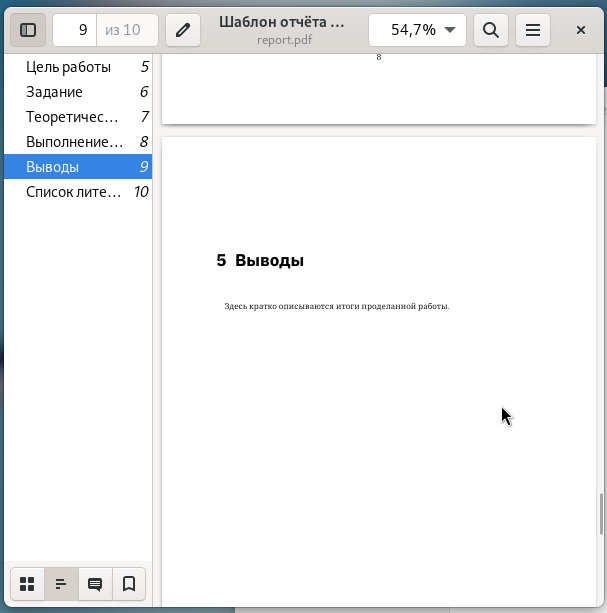 9 из 10
Шаблон отчёта ...
report.pdf
54,7%
Цель работы 5
Задание 6
Теоретичес... 7
Выполнение... 8
Выводы 9
Список лите... 10
8
5 Выводы
Здесь кратко описываются итоги проделанной работы.